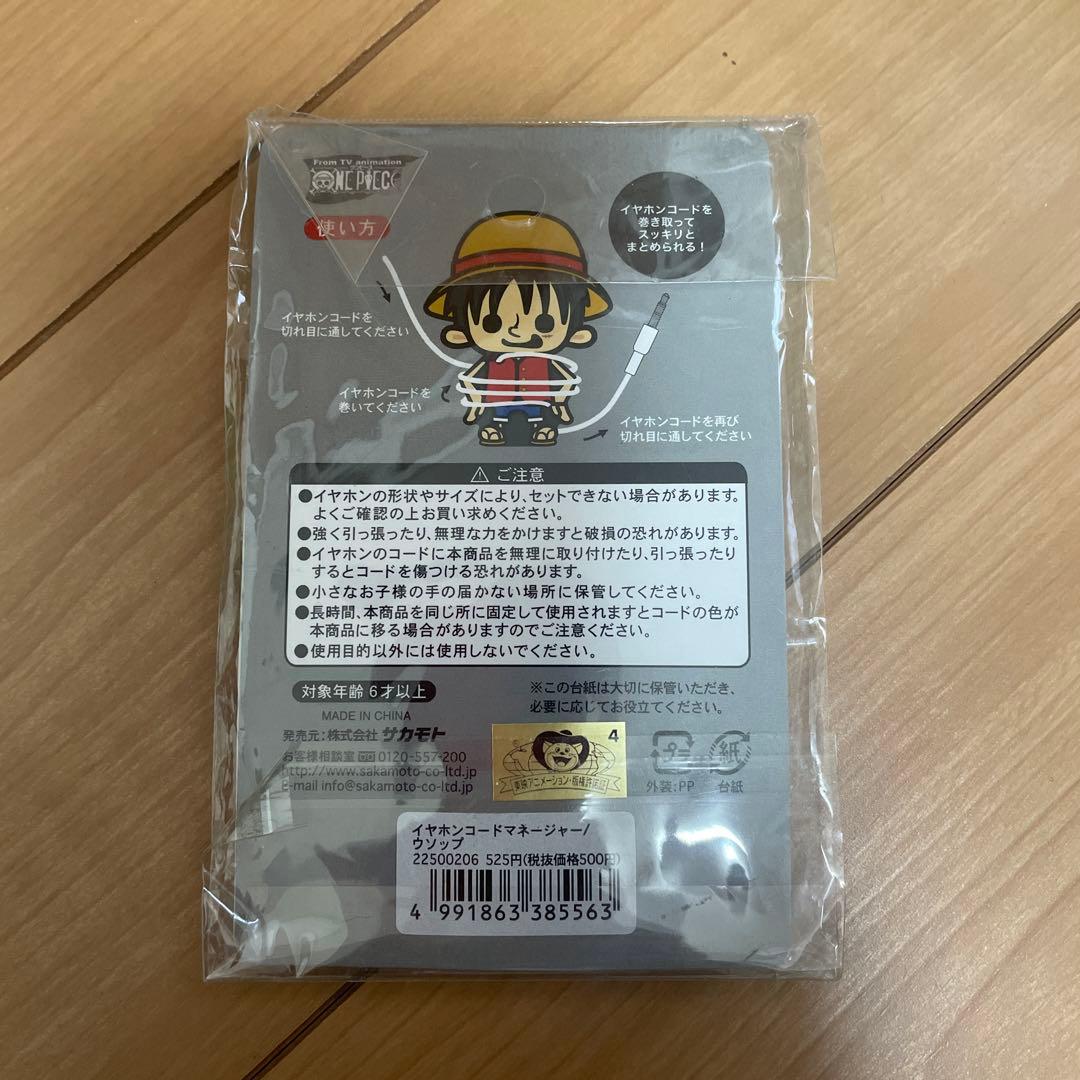 From TV animation
ONE PIECE
使い方
イヤホンコードを
巻き取って
スッキリと
まとめられる!
イヤホンコードを
切れ目に通してください
イヤホンコードを
巻いてください
イヤホンコードを再び
切れ目に通してください
⚠ ご注意
●イヤホンの形状やサイズにより、セットできない場合があります。
よくご確認の上お買い求めください。
●強く引っ張ったり、無理な力をかけますと破損の恐れがあります。
●イヤホンのコードに本商品を無理に取り付けたり、引っ張ったり
するとコードを傷つける恐れがあります。
●小さなお子様の手の届かない場所に保管してください。
●長時間、本商品を同じ所に固定して使用されますとコードの色が
本商品に移る場合がありますのでご注意ください。
●使用目的以外には使用しないでください。
対象年齢 6才以上
MADE IN CHINA
発売元:株式会社 サカモト
お客様相談室 0120-557-200
http://www.sakamoto-co-ltd.jp
E-mail info@sakamoto-co-ltd.jp
※この台紙は大切に保管いただき、
必要に応じてお役立てください。
4
東映アニメーション・版権許諾証
プラ
外装:PP
紙
台紙
イヤホンコードマネージャー/
ウソップ
22500206 525円(税抜価格500円)
4 991863 385563